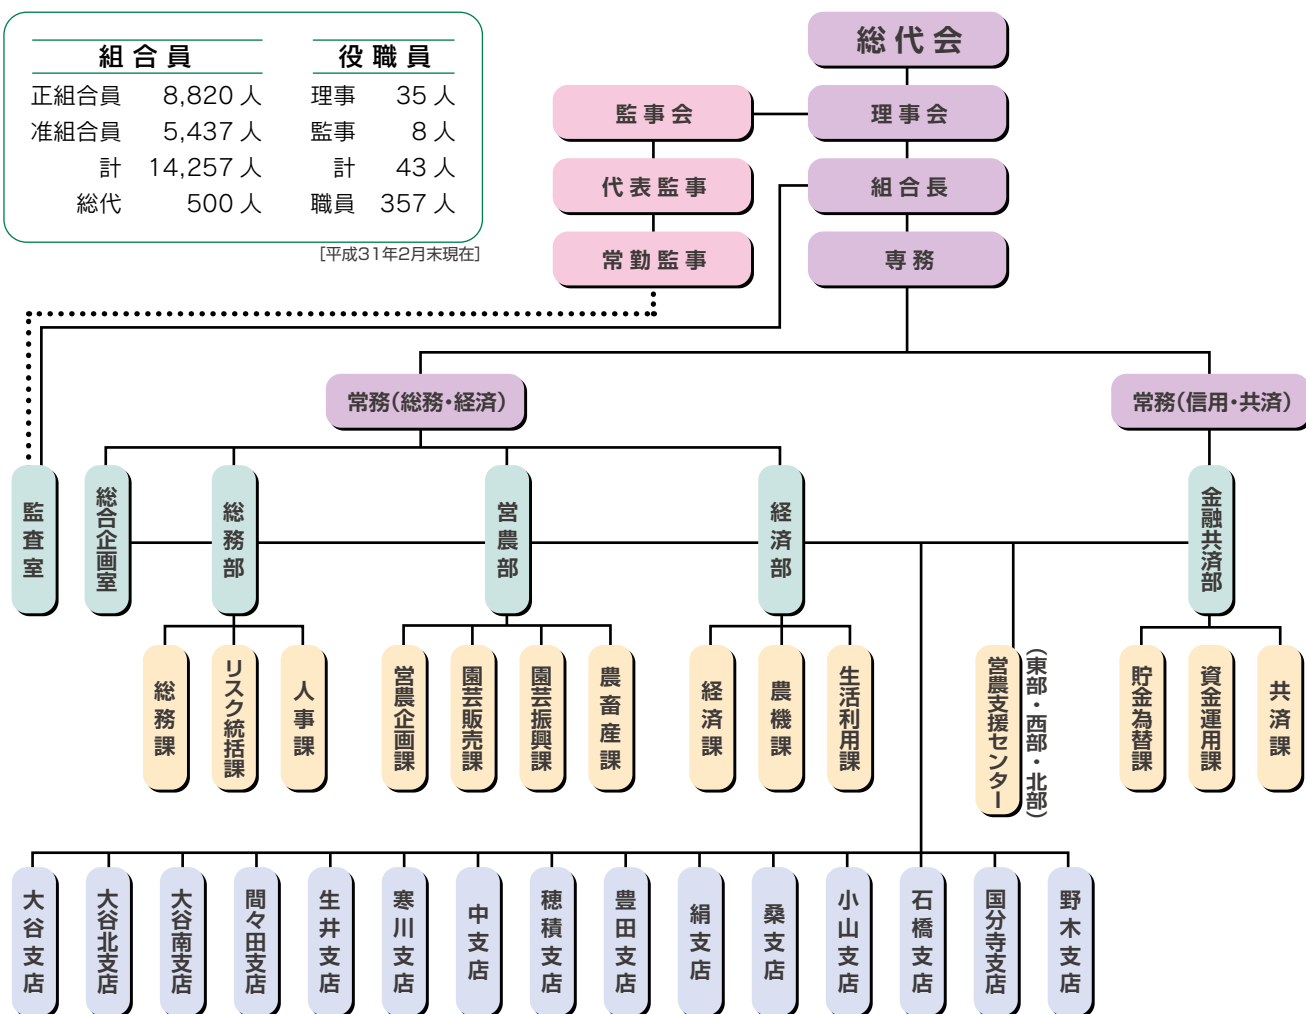 組合員
正組合員 8,820人
准組合員 5,437人
計 14,257人
総代 500人
役職員
理事 35人
監事 8人
計 43人
職員 357人
[平成31年2月末現在]
総代会
監事会
理事会
代表監事
組合長
常勤監事
専務
常務(総務・経済)
常務(信用・共済)
監査室
総合企画室
総務部
営農部
経済部
金融共済部
総務課
リスク統括課
人事課
営農企画課
園芸販売課
園芸振興課
農畜産課
経済課
農機課
生活利用課
営農支援センター
(東部・西部・北部)
貯金為替課
資金運用課
共済課
大谷支店
大谷北支店
大谷南支店
間々田支店
生井支店
寒川支店
中支店
穂積支店
豊田支店
絹支店
桑支店
小山支店
石橋支店
国分寺支店
野木支店